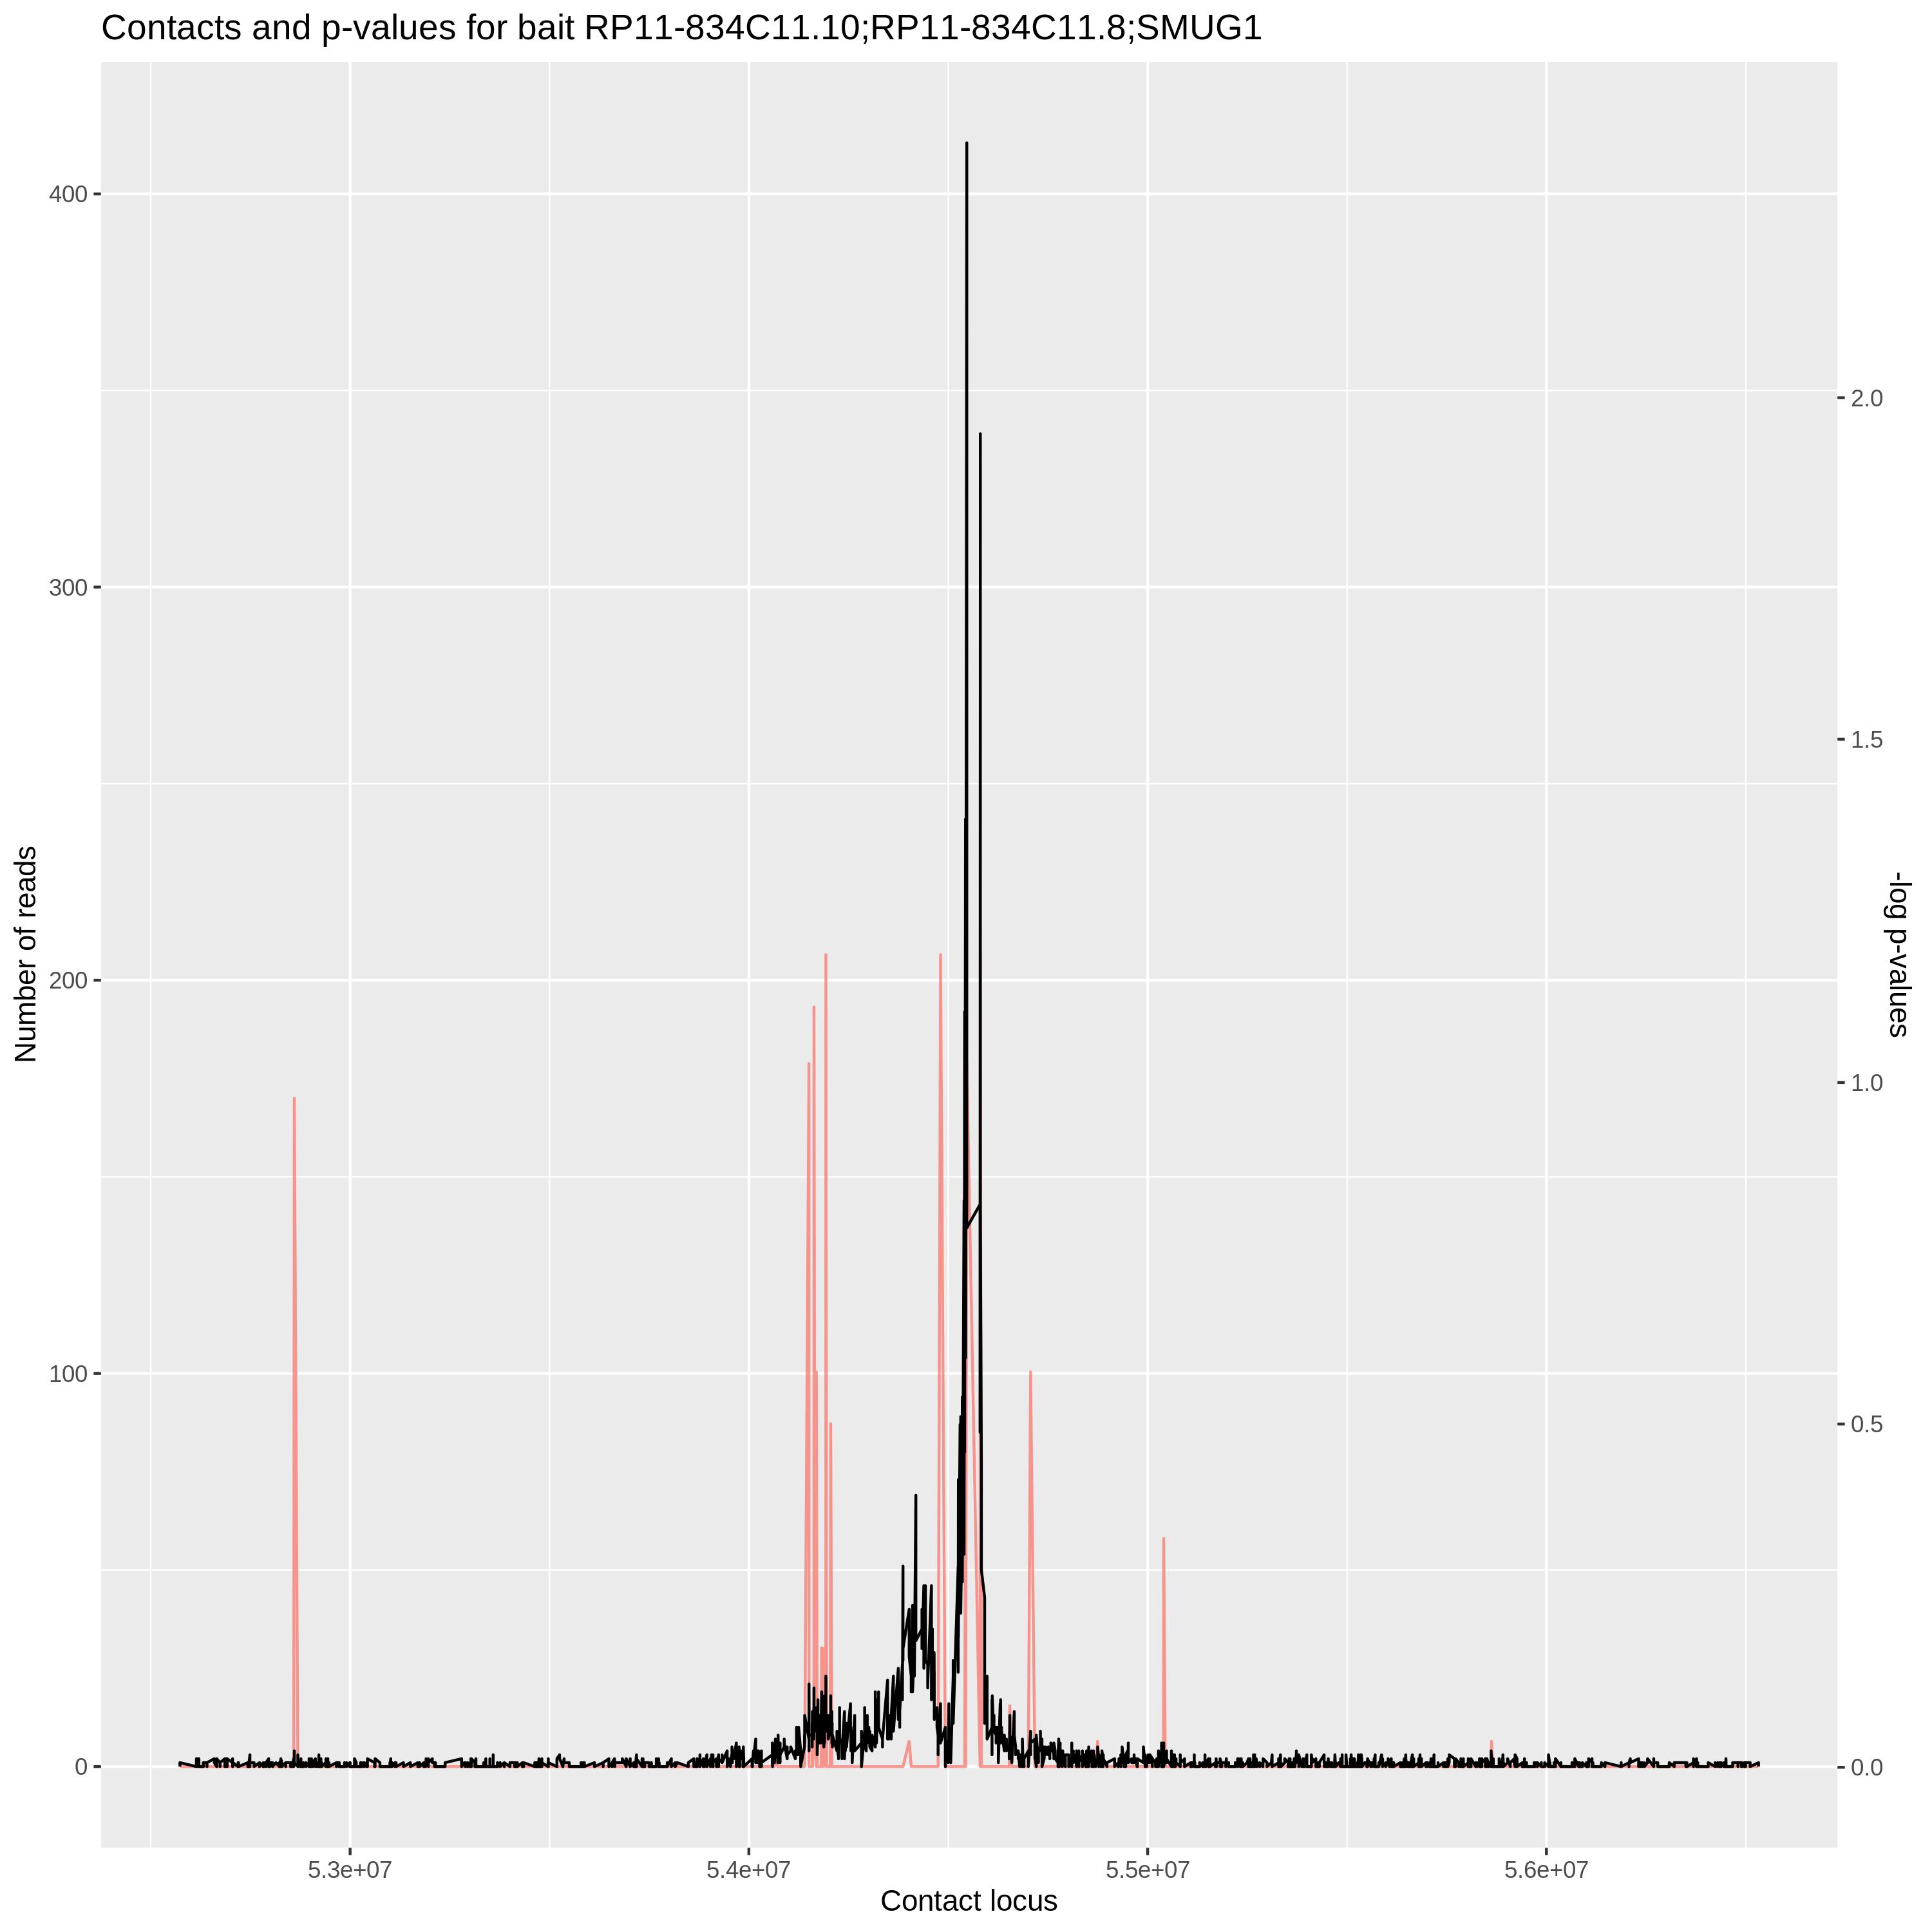 Contacts and p-values for bait RP11-834C11.10;RP11-834C11.8;SMUG1
400
300
200
100
0
Number of reads
2.0
1.5
1.0
0.5
0.0
-log p-values
5.3e+07
5.4e+07
5.5e+07
5.6e+07
Contact locus